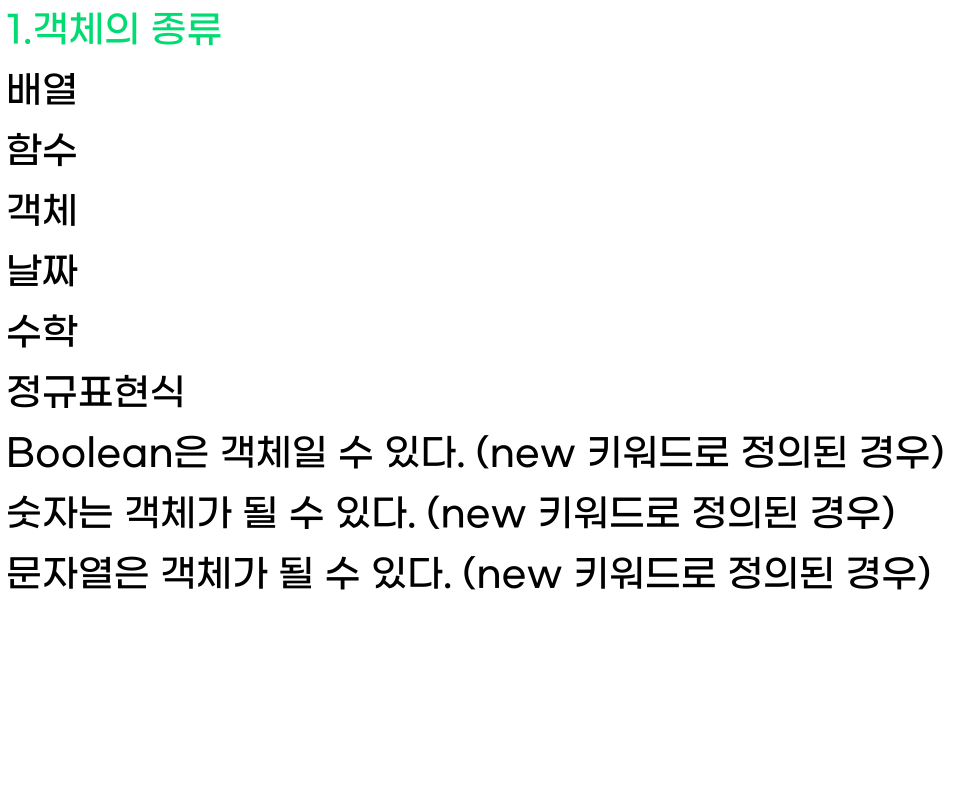 1.객체의 종류
배열
함수
객체
날짜
수학
정규표현식
Boolean은 객체일 수 있다. (new 키워드로 정의된 경우)
숫자는 객체가 될 수 있다. (new 키워드로 정의된 경우)
문자열은 객체가 될 수 있다. (new 키워드로 정의된 경우)